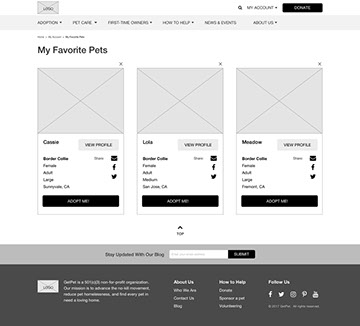 LOGO
MY ACCOUNT
DONATE
ADOPTION PET CARE FIRST-TIME OWNERS HOW TO HELP NEWS & EVENTS ABOUT US
Home > My Account > My Favorite Pets
My Favorite Pets
Cassie
VIEW PROFILE
Border Collie
Share
Female
Adult
Large
Sunnyvale, CA
ADOPT ME!
Lola
VIEW PROFILE
Border Collie
Share
Female
Adult
Medium
San Jose, CA
ADOPT ME!
Meadow
VIEW PROFILE
Border Collie
Share
Female
Adult
Large
Fremont, CA
ADOPT ME!
TOP
Stay Updated With Our Blog
SUBMIT
LOGO
GetPet is a 501(c)(3) non-for-profit organization.
Our mission is to advance the no-kill movement,
reduce pet homelessness, and find every pet in
need a loving home.
About Us
Who We Are
Contact Us
Blog
How to Help
Donate
Sponsor a pet
Volunteering
Follow Us